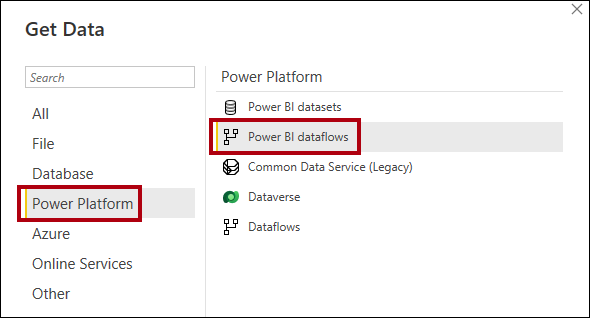 Get Data
Search
All
File
Database
Power Platform
Azure
Online Services
Other
Power Platform
Power BI datasets
Power BI dataflows
Common Data Service (Legacy)
Dataverse
Dataflows